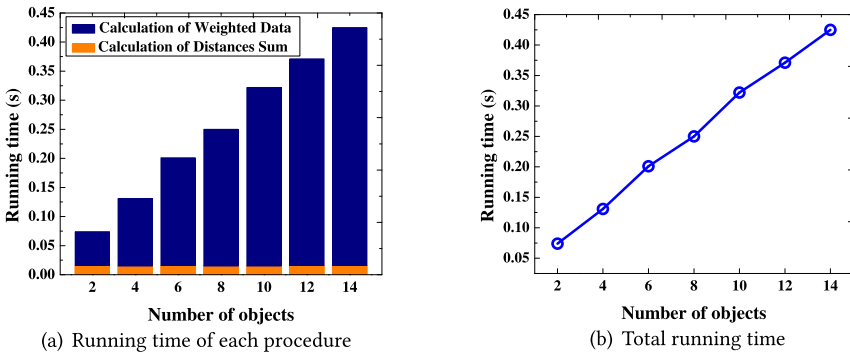 0.45
0.40
0.35
0.30
0.25
0.20
0.15
0.10
0.05
0.00
Running time (s)
Calculation of Weighted Data
Calculation of Distances Sum
2 4 6 8 10 12 14
Number of objects
(a) Running time of each procedure
0.45
0.40
0.35
0.30
0.25
0.20
0.15
0.10
0.05
Running time (s)
2 4 6 8 10 12 14
Number of objects
(b) Total running time